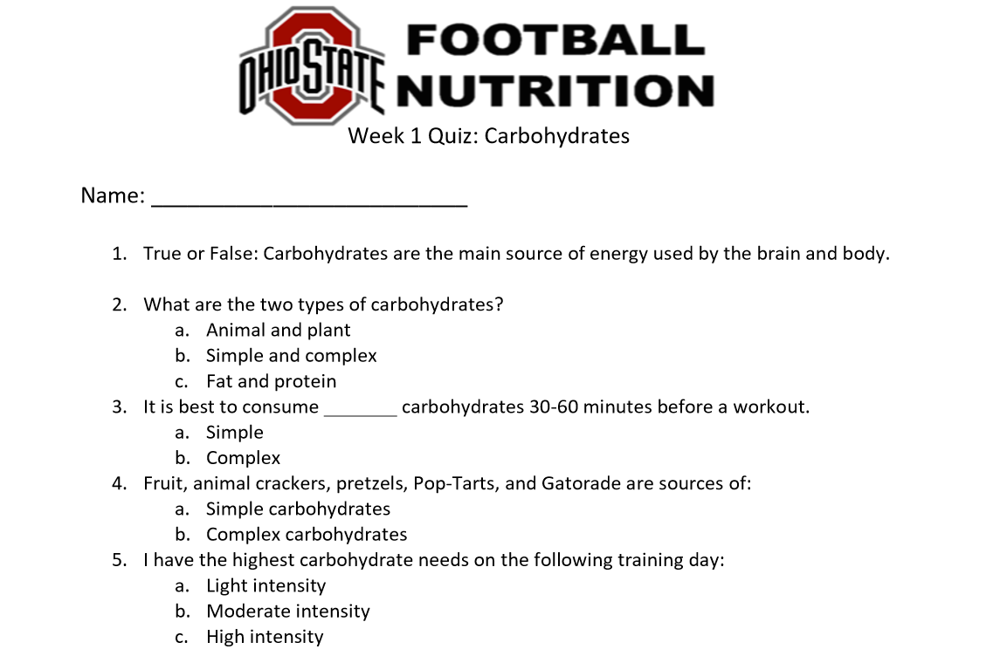 OHIO STATE
FOOTBALL
NUTRITION
Week 1 Quiz: Carbohydrates
Name: __________________________
1. True or False: Carbohydrates are the main source of energy used by the brain and body.
2. What are the two types of carbohydrates?
a. Animal and plant
b. Simple and complex
c. Fat and protein
3. It is best to consume _______ carbohydrates 30-60 minutes before a workout.
a. Simple
b. Complex
4. Fruit, animal crackers, pretzels, Pop-Tarts, and Gatorade are sources of:
a. Simple carbohydrates
b. Complex carbohydrates
5. I have the highest carbohydrate needs on the following training day:
a. Light intensity
b. Moderate intensity
c. High intensity